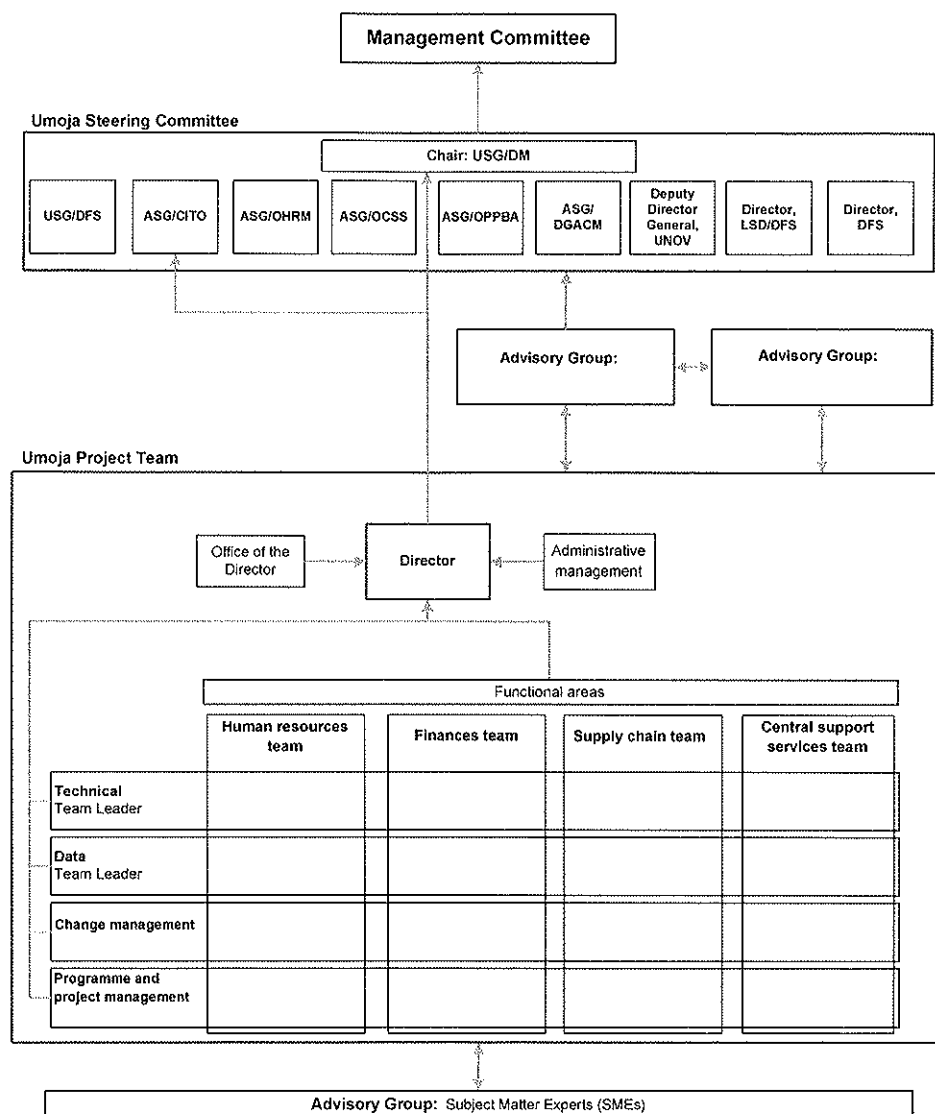 Management Committee
Umoja Steering Committee
Chair: USG/DM
USG/DFS
ASG/CITO
ASG/OHRM
ASG/OCSS
ASG/OPPBA
ASG/
DGACM
Deputy
Director
General,
UNOV
Director,
LSD/DFS
Director,
DFS
Advisory Group:
Advisory Group:
Umoja Project Team
Office of the
Director
Director
Administrative
management
Functional areas
Human resources
team
Finances team
Supply chain team
Central support
services team
Technical
Team Leader
Data
Team Leader
Change management
Programme and
project management
Advisory Group: Subject Matter Experts (SMEs)